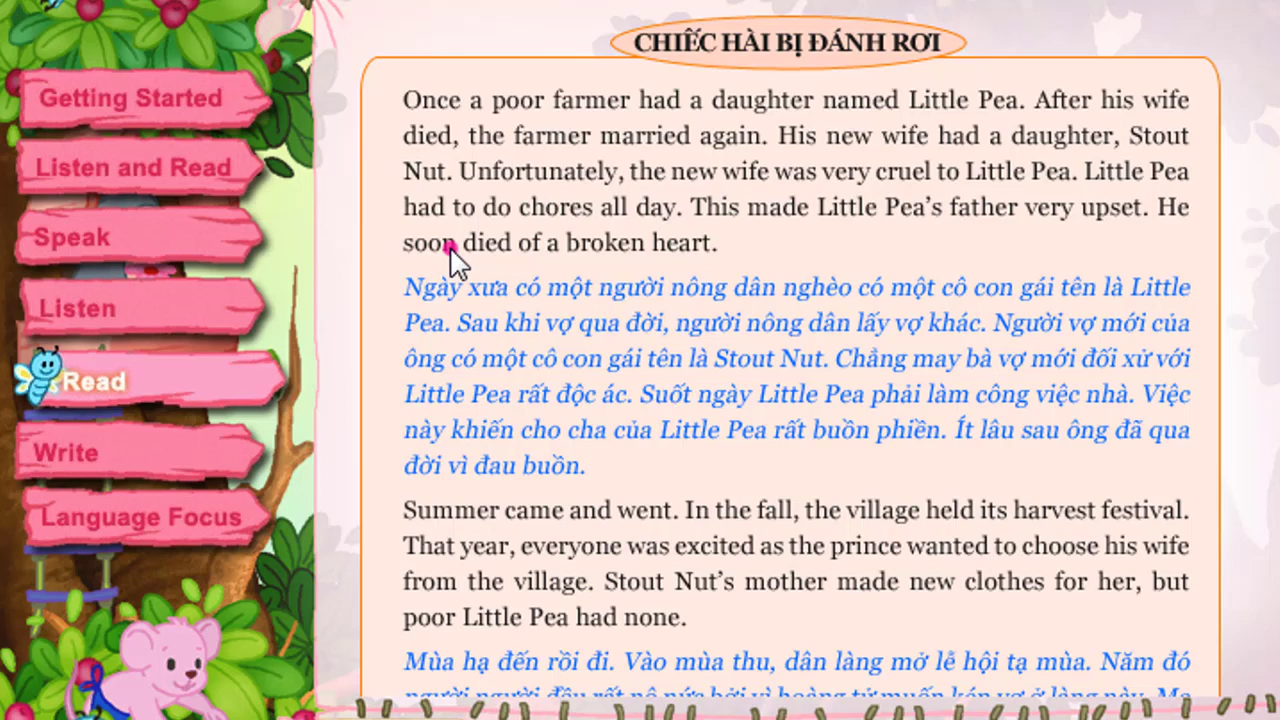 CHIẾC HÀI BỊ ĐÁNH RƠI
Getting Started
Listen and Read
Speak
Listen
Read
Write
Language Focus
Once a poor farmer had a daughter named Little Pea. After his wife
died, the farmer married again. His new wife had a daughter, Stout
Nut. Unfortunately, the new wife was very cruel to Little Pea. Little Pea
had to do chores all day. This made Little Pea's father very upset. He
soon died of a broken heart.
Ngày xưa có một người nông dân nghèo có một cô con gái tên là Little
Pea. Sau khi vợ qua đời, người nông dân lấy vợ khác. Người vợ mới của
ông có một cô con gái tên là Stout Nut. Chẳng may bà vợ mới đối xử với
Little Pea rất độc ác. Suốt ngày Little Pea phải làm công việc nhà. Việc
này khiến cho cha của Little Pea rất buồn phiền. Ít lâu sau ông đã qua
đời vì đau buồn.
Summer came and went. In the fall, the village held its harvest festival.
That year, everyone was excited as the prince wanted to choose his wife
from the village. Stout Nut's mother made new clothes for her, but
poor Little Pea had none.
Mùa hạ đến rồi đi. Vào mùa thu, dân làng mở lễ hội tạ mùa. Năm đó